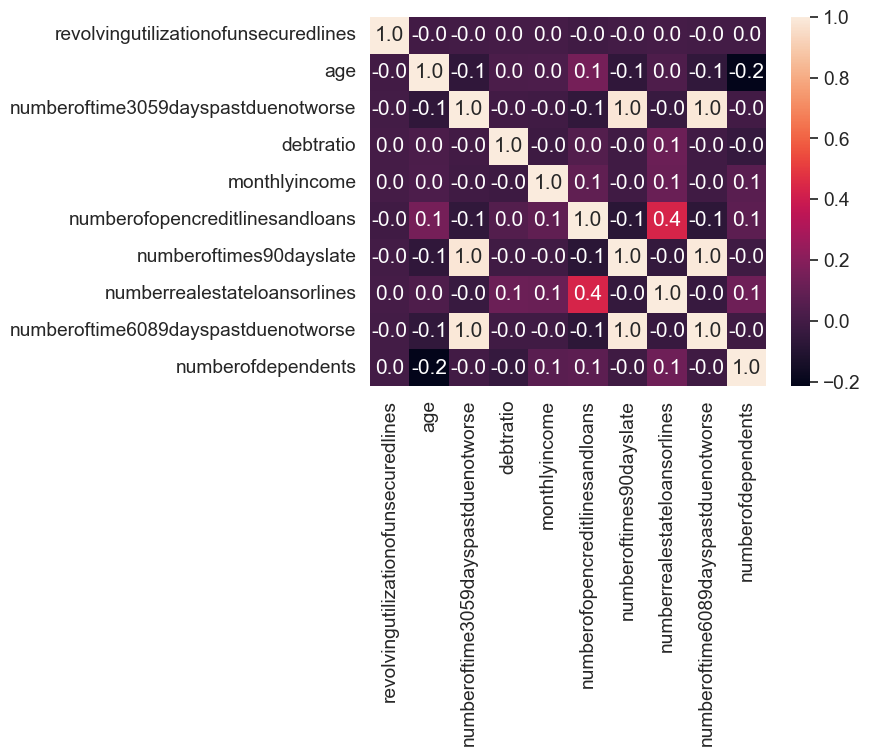 revolvingutilizationofunsecuredlines 1.0 -0.0 -0.0 0.0 0.0 -0.0 -0.0 0.0 -0.0 0.0
age -0.0 1.0 -0.1 0.0 0.0 0.1 -0.1 0.0 -0.1 -0.2
numberoftime3059dayspastduenotworse -0.0 -0.1 1.0 -0.0 -0.0 -0.1 1.0 -0.0 1.0 -0.0
debtratio 0.0 0.0 -0.0 1.0 -0.0 0.0 -0.0 0.1 -0.0 -0.0
monthlyincome 0.0 0.0 -0.0 -0.0 1.0 0.1 -0.0 0.1 -0.0 0.1
numberofopencreditlinesandloans -0.0 0.1 -0.1 0.0 0.1 1.0 -0.1 0.4 -0.1 0.1
numberoftimes90dayslate -0.0 -0.1 1.0 -0.0 -0.0 -0.1 1.0 -0.0 1.0 -0.0
numberrealestateloansorlines 0.0 0.0 -0.0 0.1 0.1 0.4 -0.0 1.0 -0.0 0.1
numberoftime6089dayspastduenotworse -0.0 -0.1 1.0 -0.0 -0.0 -0.1 1.0 -0.0 1.0 -0.0
numberofdependents 0.0 -0.2 -0.0 -0.0 0.1 0.1 -0.0 0.1 -0.0 1.0
revolvingutilizationofunsecuredlines
age
numberoftime3059dayspastduenotworse
debtratio
monthlyincome
numberofopencreditlinesandloans
numberoftimes90dayslate
numberrealestateloansorlines
numberoftime6089dayspastduenotworse
numberofdependents
1.0
0.8
0.6
0.4
0.2
0.0
−0.2